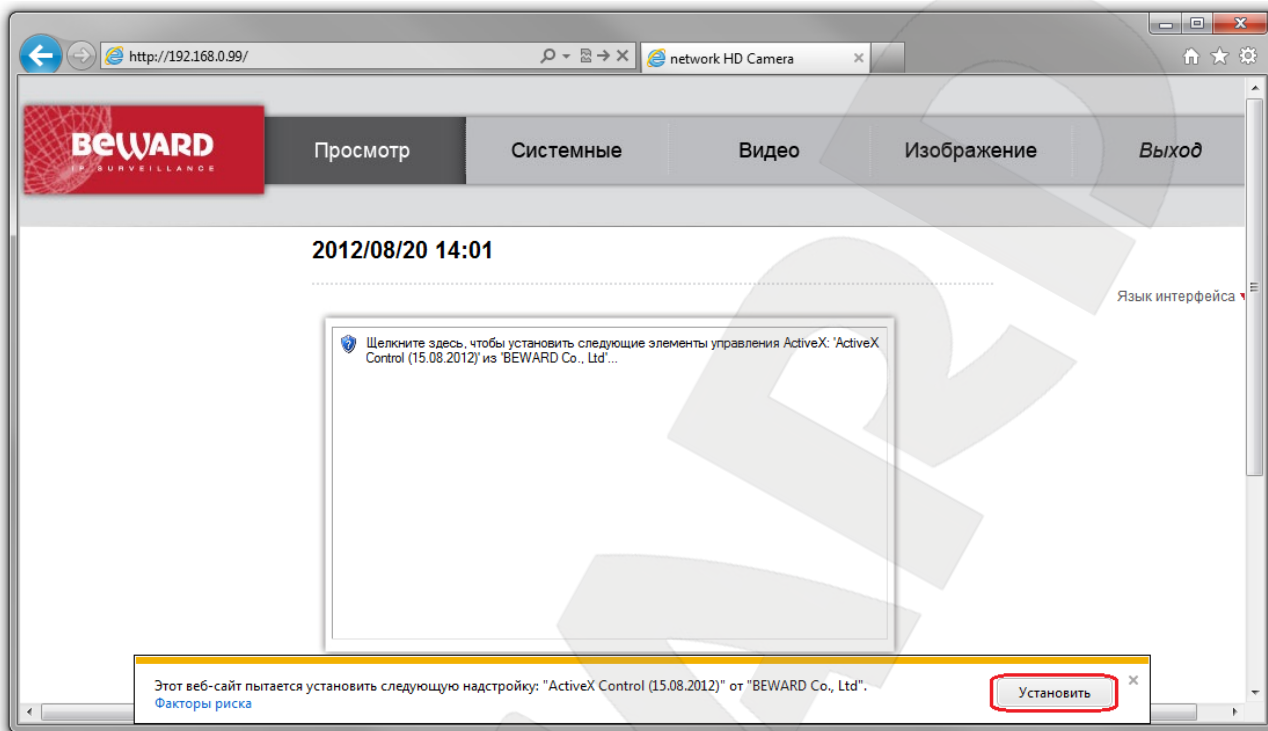 http://192.168.0.99/
network HD Camera
BEWARD
IP SURVEILLANCE
Просмотр
Системные
Видео
Изображение
Выход
2012/08/20 14:01
Язык интерфейса
Щелкните здесь, чтобы установить следующие элементы управления ActiveX: 'ActiveX
Control (15.08.2012)' из 'BEWARD Co., Ltd'...
Этот веб-сайт пытается установить следующую надстройку: "ActiveX Control (15.08.2012)" от "BEWARD Co., Ltd".
Факторы риска
Установить